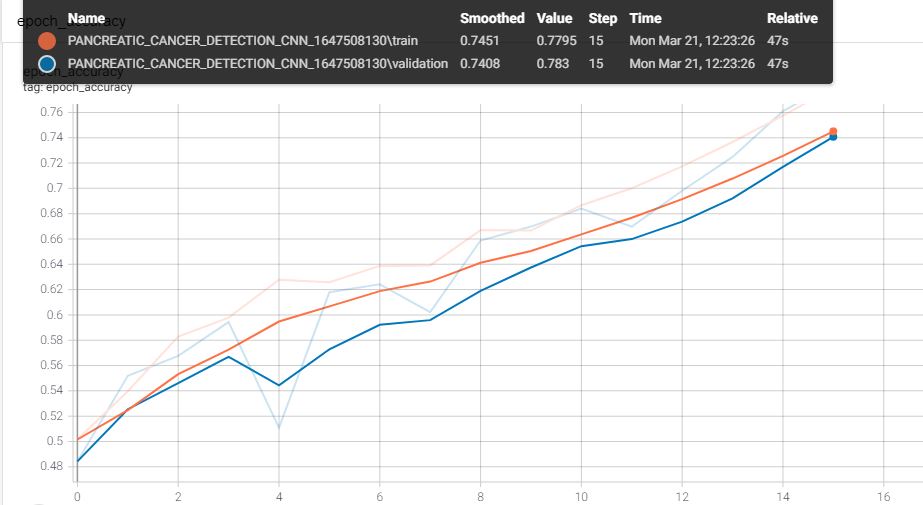 epoch_accuracy
Name Smoothed Value Step Time Relative
PANCREATIC_CANCER_DETECTION_CNN_1647508130\train 0.7451 0.7795 15 Mon Mar 21, 12:23:26 47s
PANCREATIC_CANCER_DETECTION_CNN_1647508130\validation 0.7408 0.783 15 Mon Mar 21, 12:23:26 47s
epoch_accuracy
tag: epoch_accuracy
0.76
0.74
0.72
0.7
0.68
0.66
0.64
0.62
0.6
0.58
0.56
0.54
0.52
0.5
0.48
0 2 4 6 8 10 12 14 16